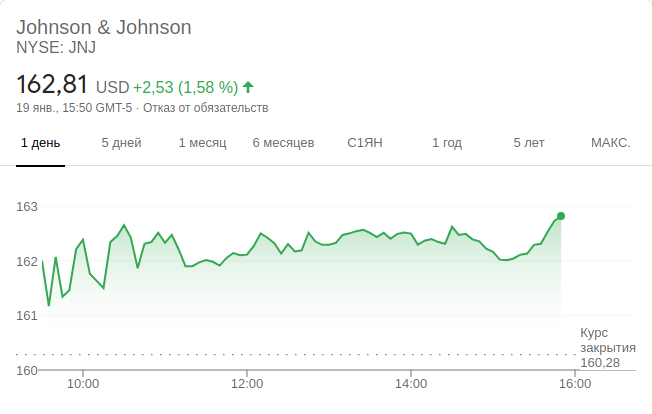 Johnson & Johnson
NYSE: JNJ
162,81 USD +2,53 (1,58 %)
19 янв., 15:50 GMT-5 · Отказ от обязательств
1 день 5 дней 1 месяц 6 месяцев С1ЯН 1 год 5 лет МАКС.
163
162
161
Курс
закрытия
160,28
160
10:00 12:00 14:00 16:00